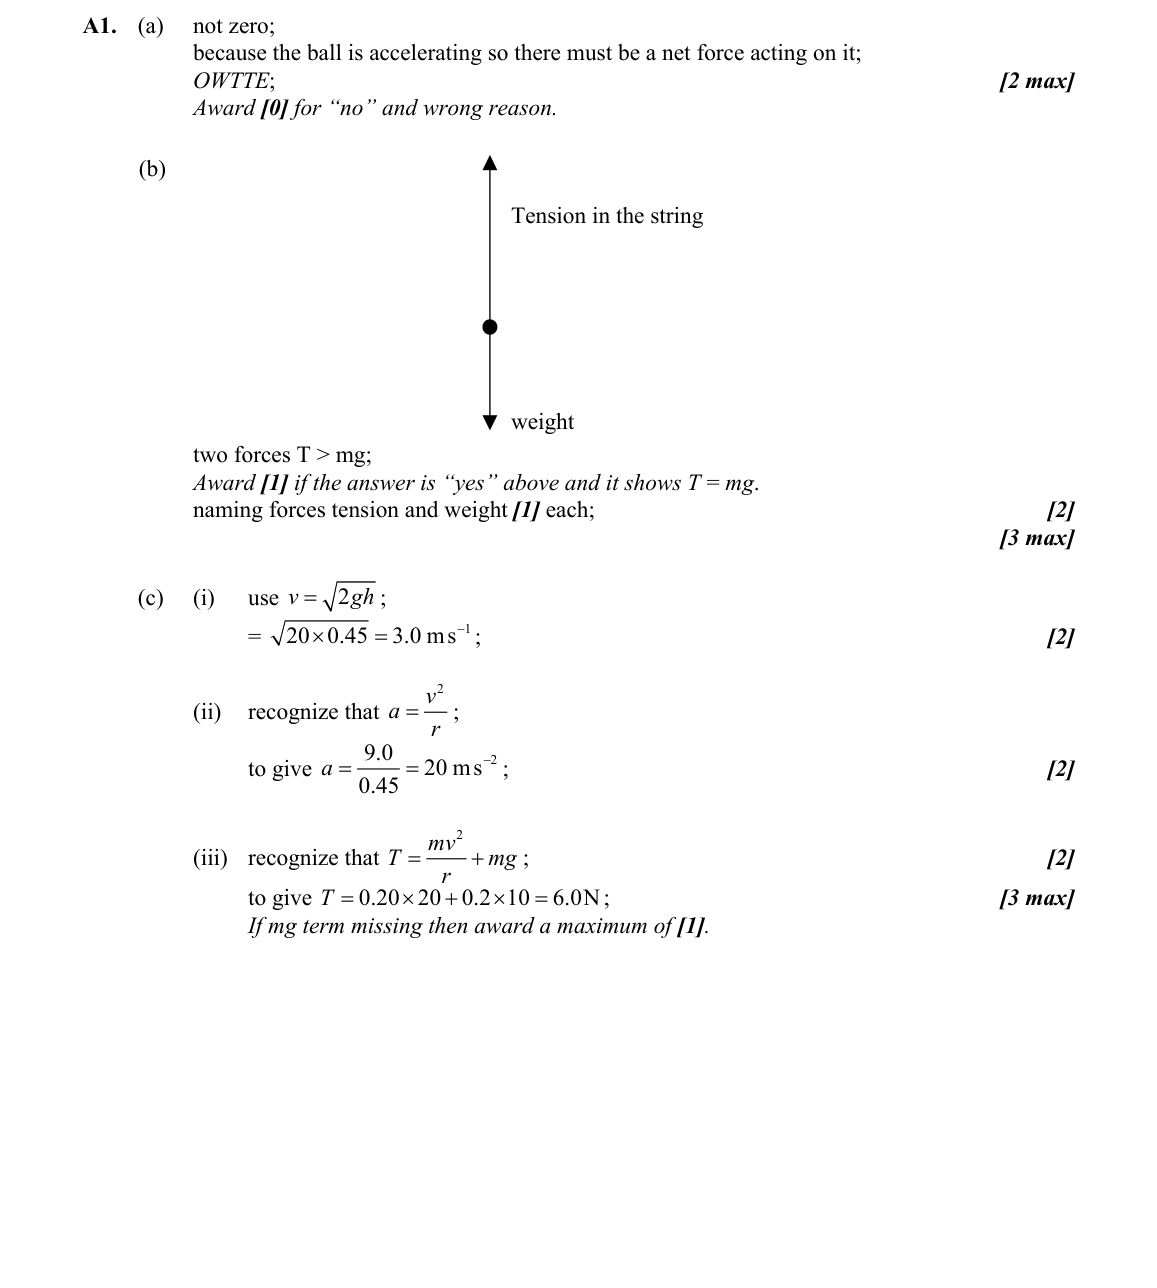 A1. (a) not zero;
because the ball is accelerating so there must be a net force acting on it;
OWTTE; [2 max]
Award [0] for “no” and wrong reason.
(b)
Tension in the string
weight
two forces T > mg;
Award [1] if the answer is “yes” above and it shows T = mg.
naming forces tension and weight [1] each; [2]
[3 max]
(c) (i) use v = √2gh ;
= √20×0.45 = 3.0 m s⁻¹ ; [2]
(ii) recognize that a = v²/r ;
to give a = 9.0/0.45 = 20 m s⁻² ; [2]
(iii) recognize that T = mv²/r + mg ; [2]
to give T = 0.20×20+0.2×10 = 6.0N ; [3 max]
If mg term missing then award a maximum of [1].